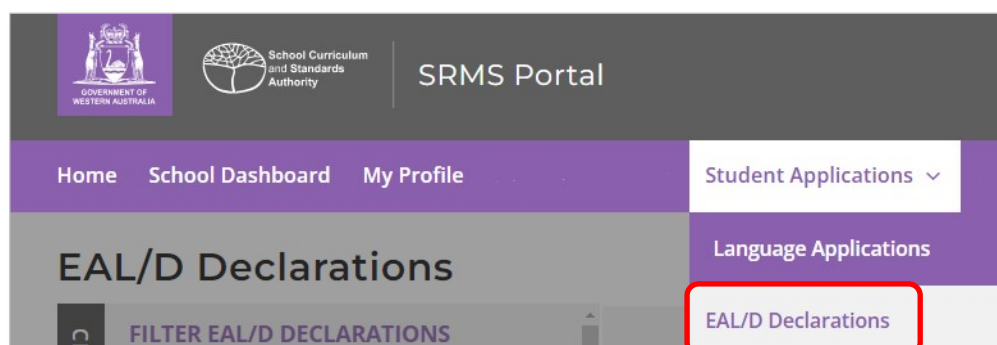 GOVERNMENT OF
WESTERN AUSTRALIA
School Curriculum
and Standards
Authority
SRMS Portal
Home School Dashboard My Profile Student Applications
Language Applications
EAL/D Declarations
EAL/D Declarations
FILTER EAL/D DECLARATIONS